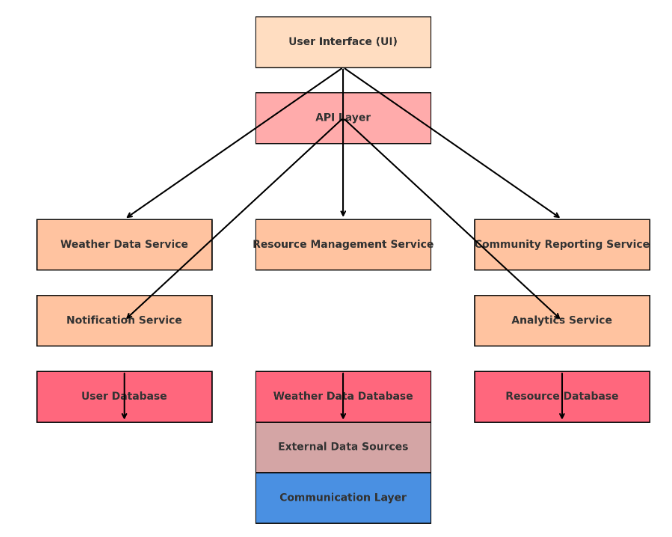 User Interface (UI)
API Layer
Weather Data Service
Resource Management Service
Community Reporting Service
Notification Service
Analytics Service
User Database
Weather Data Database
Resource Database
External Data Sources
Communication Layer